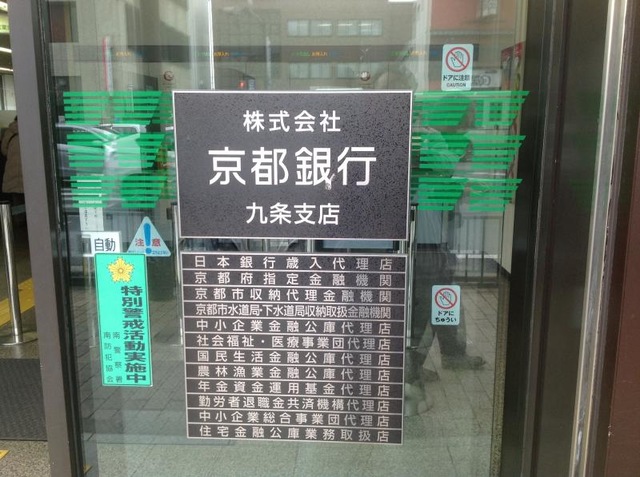 ドアに注意
CAUTION
株式会社
京都銀行
九条支店
自動
注意
日本銀行歳入代理店
京都府指定金融機関
京都市収納代理金融機関
京都市水道局・下水道局収納取扱金融機関
中小企業金融公庫代理店
社会福祉・医療事業団代理店
国民生活金融公庫代理店
農林漁業金融公庫代理店
年金資金運用基金代理店
勤労者退職金共済機構代理店
中小企業総合事業団代理店
住宅金融公庫業務取扱店
特別警戒活動実施中
南警察署
南防犯協会
ドアに
ちゅうい